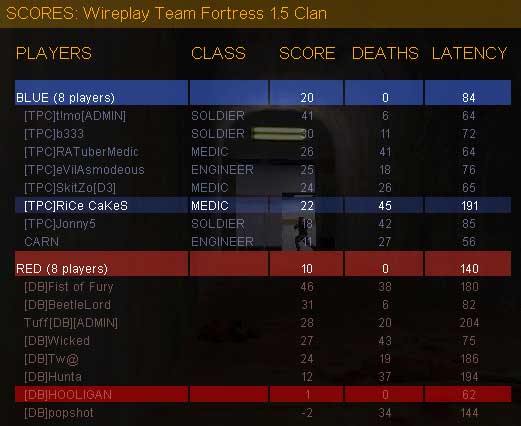 SCORES: Wireplay Team Fortress 1.5 Clan
PLAYERS CLASS SCORE DEATHS LATENCY
BLUE (8 players) 20 0 84
[TPC]t!mo[ADMIN] SOLDIER 41 6 64
[TPC]b333 SOLDIER 30 11 72
[TPC]RATuberMedic MEDIC 26 41 64
[TPC]eVilAsmodeous ENGINEER 25 18 76
[TPC]SkitZo[D3] MEDIC 24 26 65
[TPC]RiCe CaKeS MEDIC 22 45 191
[TPC]Jonny5 SOLDIER 18 42 85
CARN ENGINEER 11 27 56
RED (8 players) 10 0 140
[DB]Fist of Fury 46 38 180
[DB]BeetleLord 31 6 82
Tuff[DB][ADMIN] 28 20 204
[DB]Wicked 27 43 75
[DB]Tw@ 24 19 186
[DB]Hunta 12 37 194
[DB]HOOLIGAN 1 0 62
[DB]popshot -2 34 144